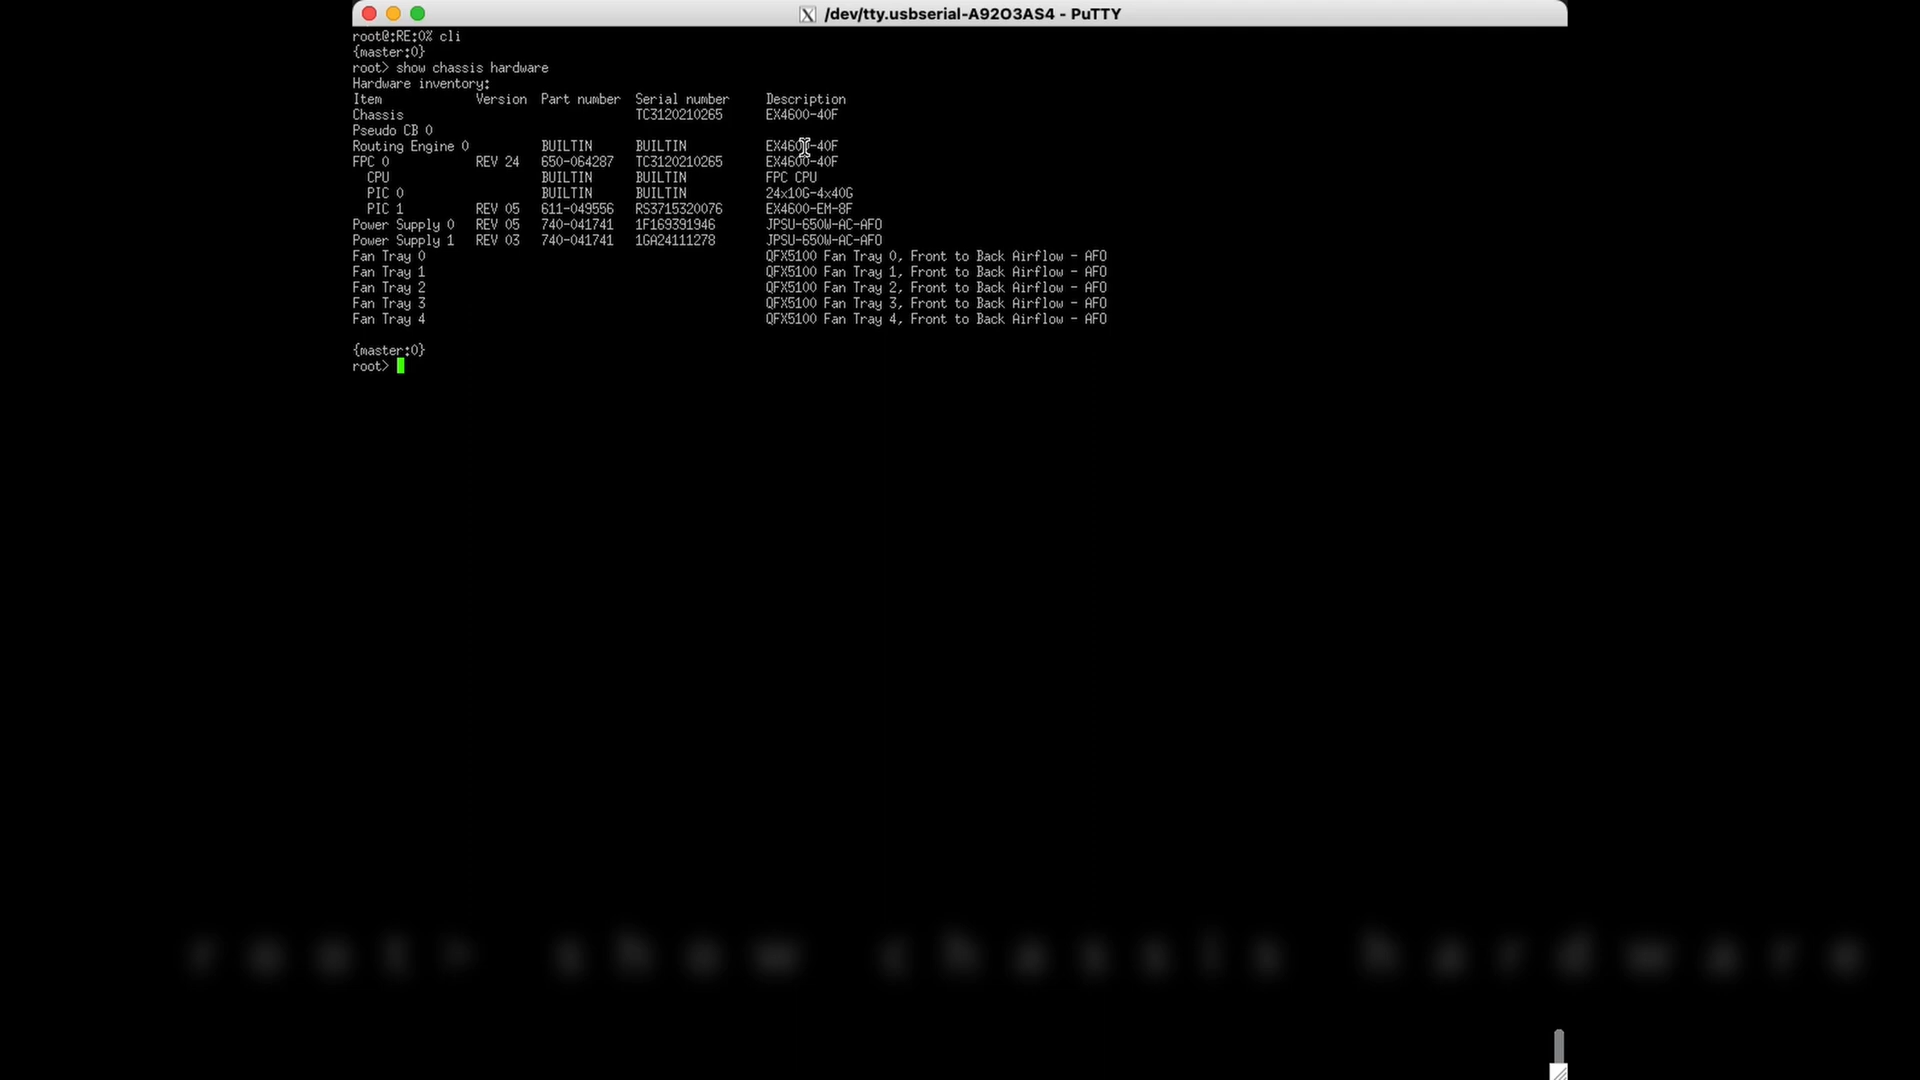 /dev/tty.usbserial-A92O3AS4 - PuTTY
root@:RE:0% cli
{master:0}
root> show chassis hardware
Hardware inventory:
Item Version Part number Serial number Description
Chassis TC3120210265 EX4600-40F
Pseudo CB 0
Routing Engine 0 BUILTIN BUILTIN EX4600-40F
FPC 0 REV 24 650-064287 TC3120210265 EX4600-40F
CPU BUILTIN BUILTIN FPC CPU
PIC 0 BUILTIN BUILTIN 24x10G-4x40G
PIC 1 REV 05 611-049556 RS3715320076 EX4600-EM-8F
Power Supply 0 REV 05 740-041741 1F169391946 JPSU-650W-AC-AFO
Power Supply 1 REV 03 740-041741 1GA24111278 JPSU-650W-AC-AFO
Fan Tray 0 QFX5100 Fan Tray 0, Front to Back Airflow - AFO
Fan Tray 1 QFX5100 Fan Tray 1, Front to Back Airflow - AFO
Fan Tray 2 QFX5100 Fan Tray 2, Front to Back Airflow - AFO
Fan Tray 3 QFX5100 Fan Tray 3, Front to Back Airflow - AFO
Fan Tray 4 QFX5100 Fan Tray 4, Front to Back Airflow - AFO
{master:0}
root>
root> show chassis hardware